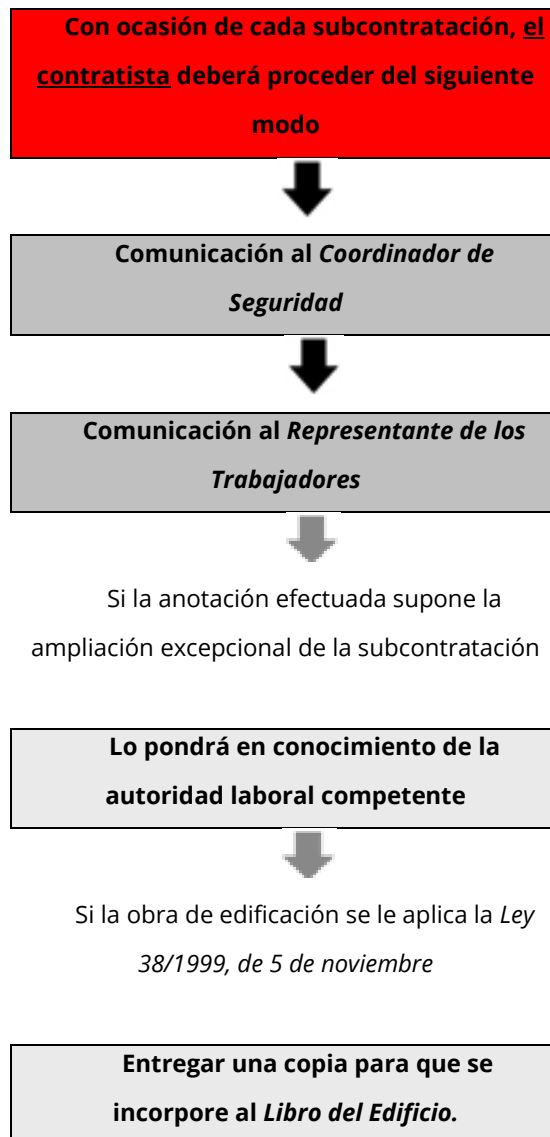 Con ocasión de cada subcontratación, el
contratista deberá proceder del siguiente
modo
Comunicación al Coordinador de
Seguridad
Comunicación al Representante de los
Trabajadores
Si la anotación efectuada supone la
ampliación excepcional de la subcontratación
Lo pondrá en conocimiento de la
autoridad laboral competente
Si la obra de edificación se le aplica la Ley
38/1999, de 5 de noviembre
Entregar una copia para que se
incorpore al Libro del Edificio.